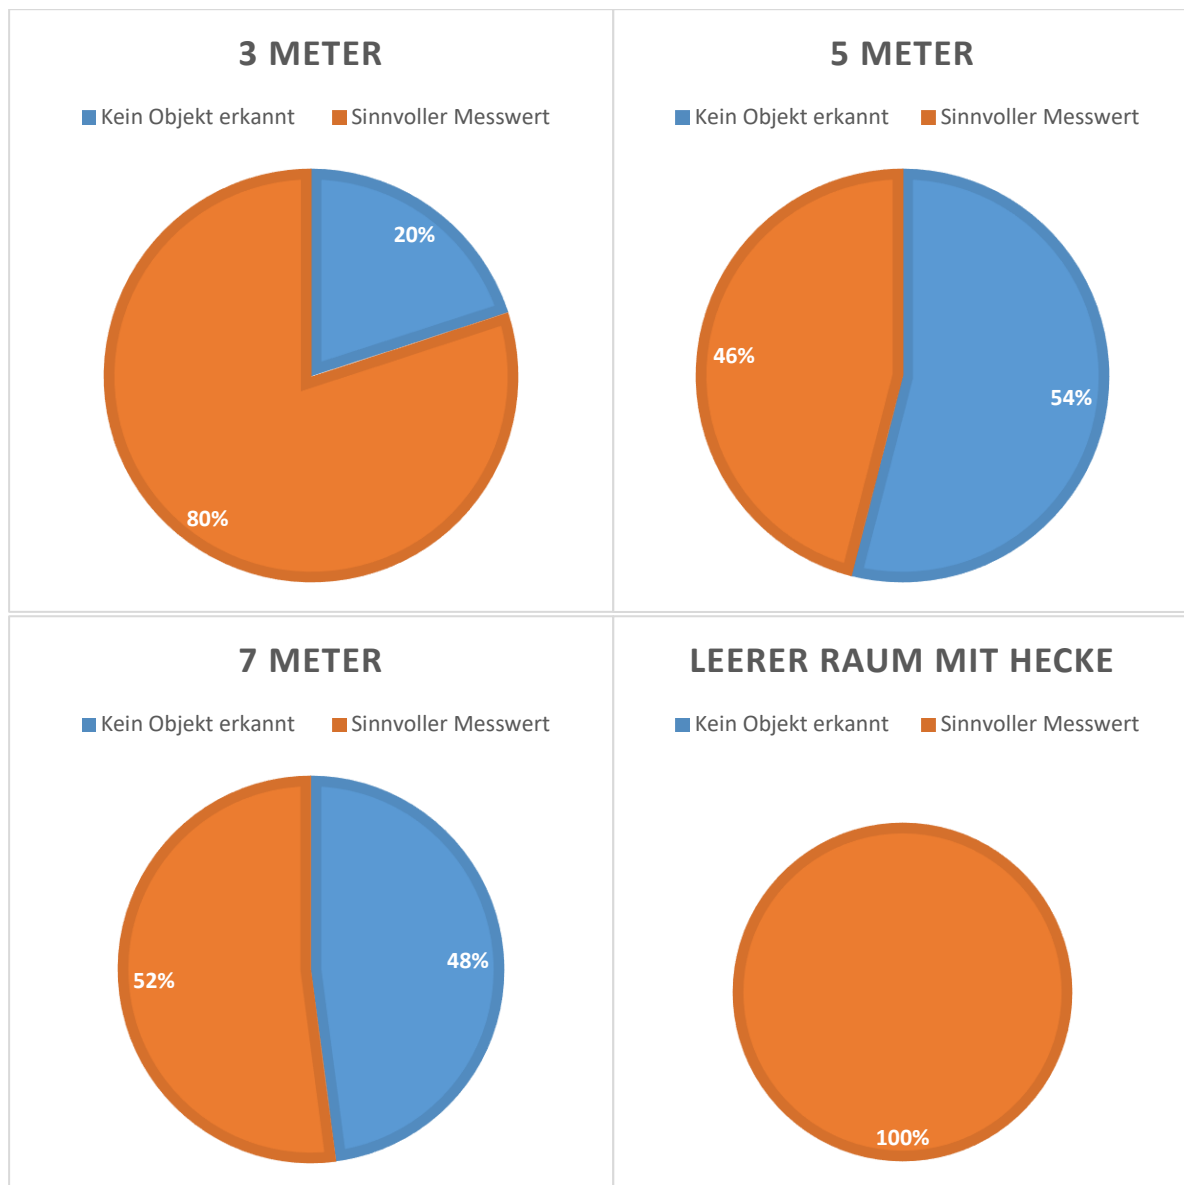 3 METER
Kein Objekt erkannt Sinnvoller Messwert
20%
80%
5 METER
Kein Objekt erkannt Sinnvoller Messwert
46%
54%
7 METER
Kein Objekt erkannt Sinnvoller Messwert
48%
52%
LEERER RAUM MIT HECKE
Kein Objekt erkannt Sinnvoller Messwert
100%